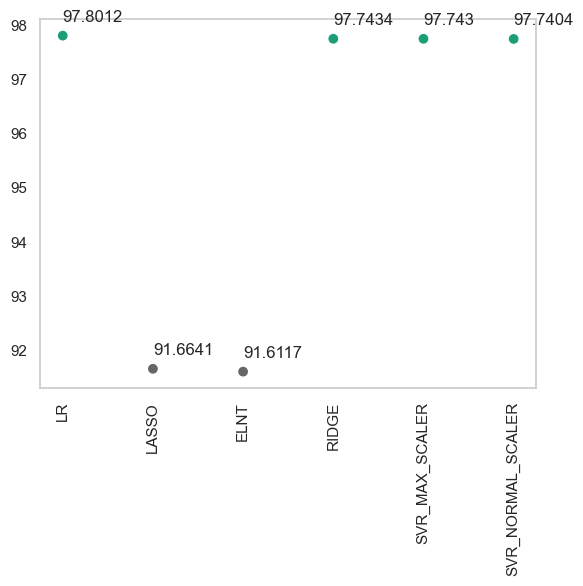 98
97
96
95
94
93
92
97.8012
91.6641
91.6117
97.7434
97.743
97.7404
LR
LASSO
ELNT
RIDGE
SVR_MAX_SCALER
SVR_NORMAL_SCALER